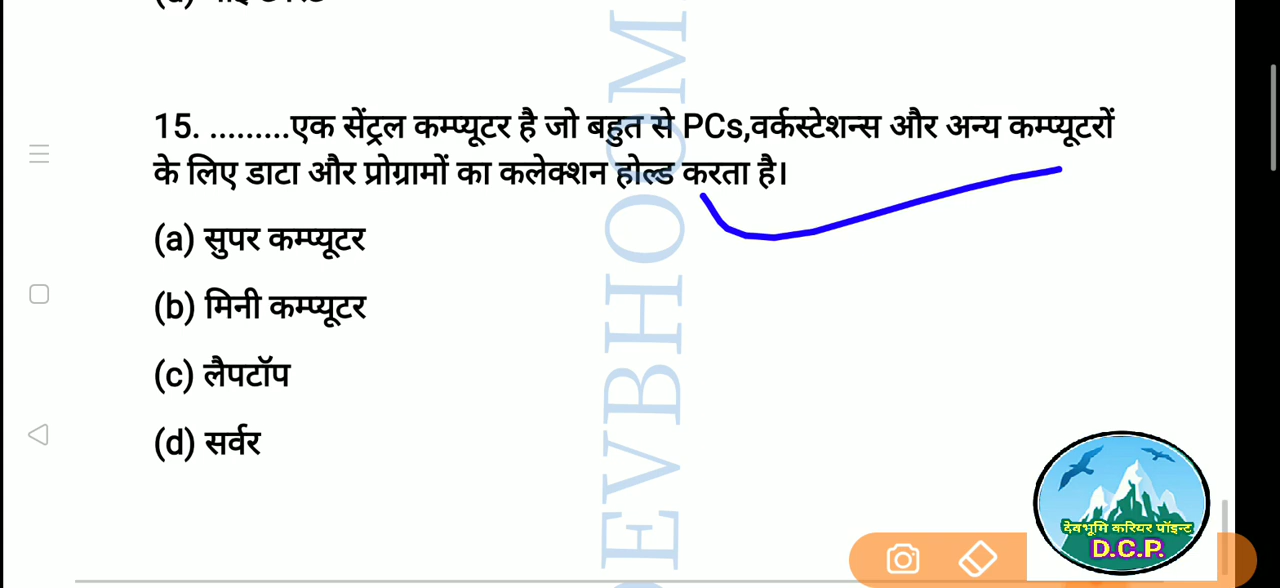 15. .........एक सेंट्रल कम्प्यूटर है जो बहुत से PCs,वर्कस्टेशन्स और अन्य कम्प्यूटरों
के लिए डाटा और प्रोग्रामों का कलेक्शन होल्ड करता है।
(a) सुपर कम्प्यूटर
(b) मिनी कम्प्यूटर
(c) लैपटॉप
(d) सर्वर
EVBHOOM
देवभूमि करियर पॉइन्ट
D.C.P.